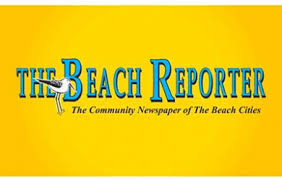 THE BEACH REPORTER
The Community Newspaper of The Beach Cities